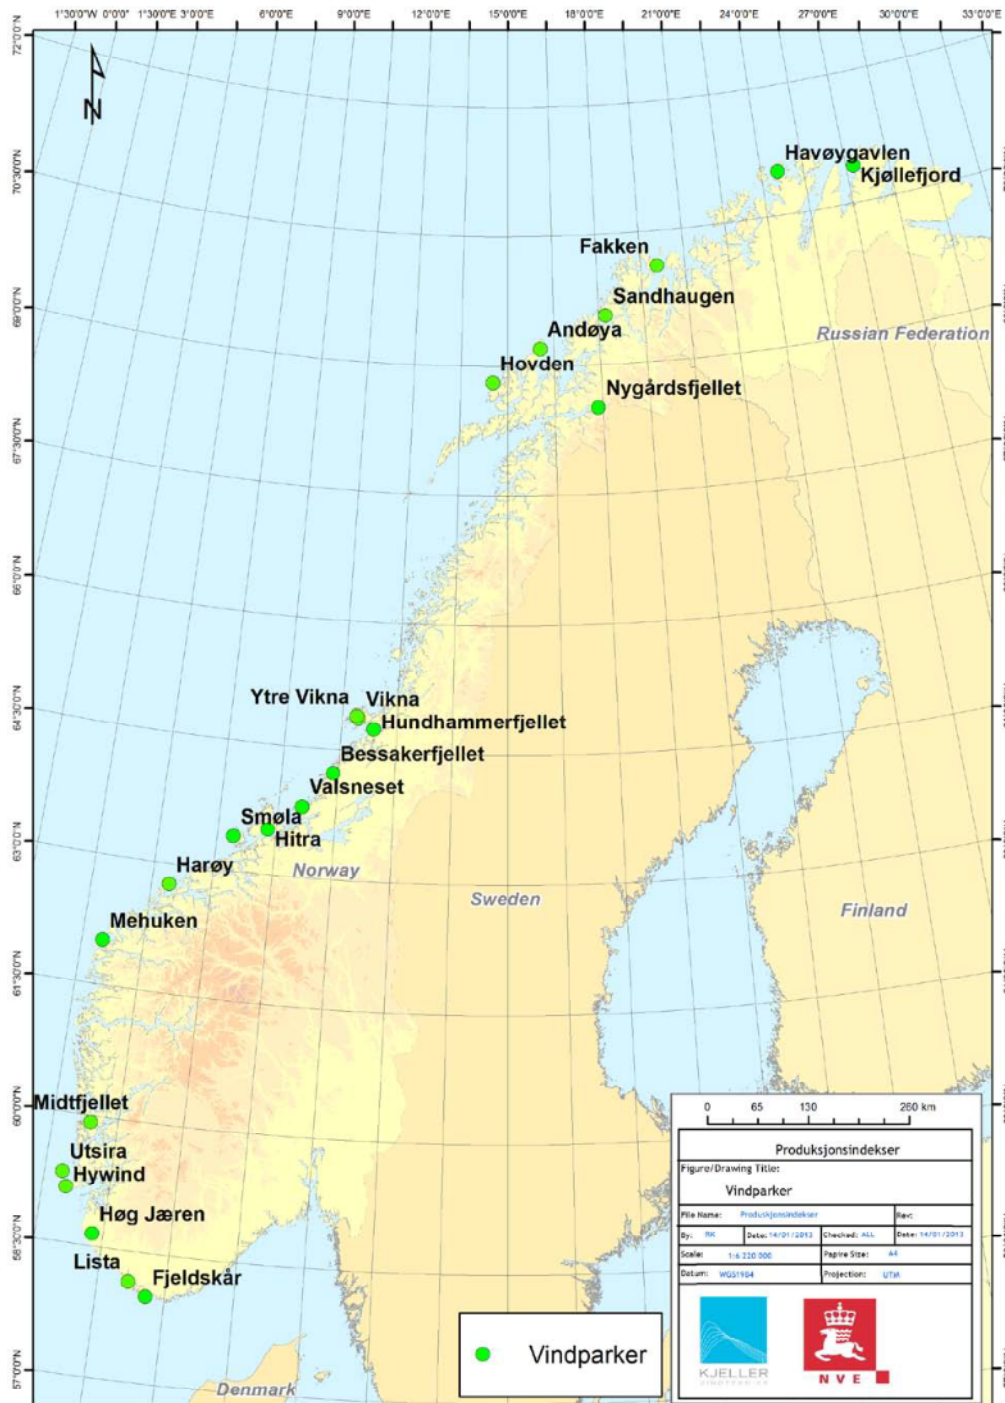 1°30'0"W 0°0'0" 1°30'0"E 3°0'0"E 6°0'0"E 9°0'0"E 12°0'0"E 15°0'0"E 18°0'0"E 21°0'0"E 24°0'0"E 27°0'0"E 30°0'0"E 33°0'0"E
72°0'0"N
N
Havøygavlen
70°30'0"N
Kjøllefjord
Fakken
Sandhaugen
69°0'0"N
Andøya
Russian Federation
Hovden
Nygårdsfjellet
67°30'0"N
66°0'0"N
Ytre Vikna Vikna
64°30'0"N
Hundhammerfjellet
Bessakerfjellet
Valsneset
Smøla
63°0'0"N
Hitra
Harøy
Norway
Sweden
Finland
Mehuken
61°30'0"N
60°0'0"N
Midtfjellet
Utsira
Hywind
Høg Jæren
58°30'0"N
Lista
Fjeldskår
57°0'0"N
Denmark
Vindparker
0 65 130 260 km
Produksjonsindekser
Figure/Drawing Title:
Vindparker
File Name: Produskjonsindekser Rev:
By: RK Date: 14/01/2013 Checked: ALL Date: 14/01/2013
Scale: 1:6 220 000 Papire Size: A4
Datum: WGS1984 Projection: UTM
KJELLER
NVE